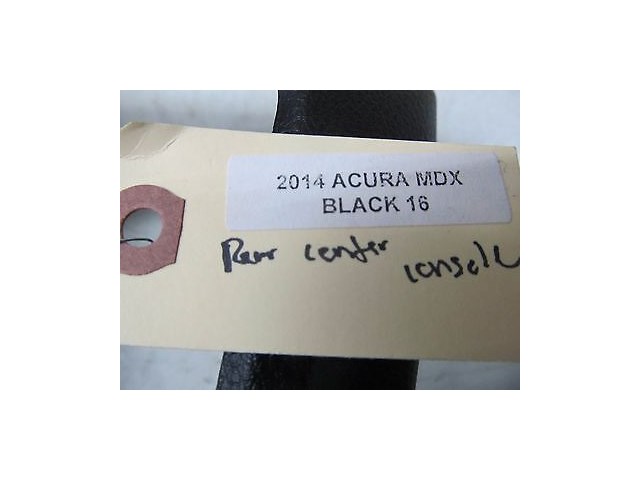 2014 ACURA MDX
BLACK 16
Rear center console